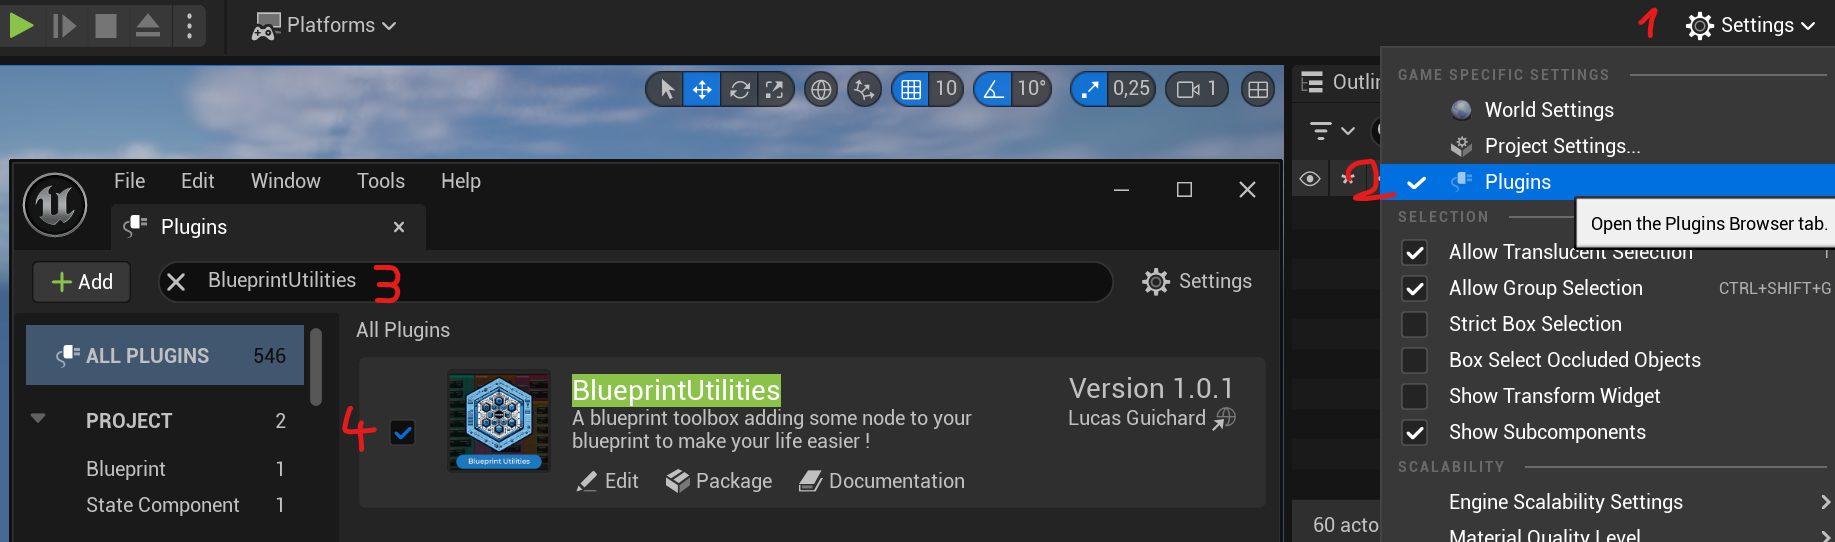 Platforms
1
Settings
10
10°
0,25
1
GAME SPECIFIC SETTINGS
World Settings
Project Settings...
2
Plugins
Open the Plugins Browser tab.
SELECTION
Allow Translucent Selection
Allow Group Selection CTRL+SHIFT+G
Strict Box Selection
Box Select Occluded Objects
Show Transform Widget
Show Subcomponents
SCALABILITY
Engine Scalability Settings
Material Quality Level
60 acto
File Edit Window Tools Help
Plugins
Add
BlueprintUtilities 3
Settings
ALL PLUGINS 546
PROJECT 2
Blueprint 1
State Component 1
All Plugins
4
Blueprint Utilities
BlueprintUtilities
A blueprint toolbox adding some node to your
blueprint to make your life easier !
Edit Package Documentation
Version 1.0.1
Lucas Guichard